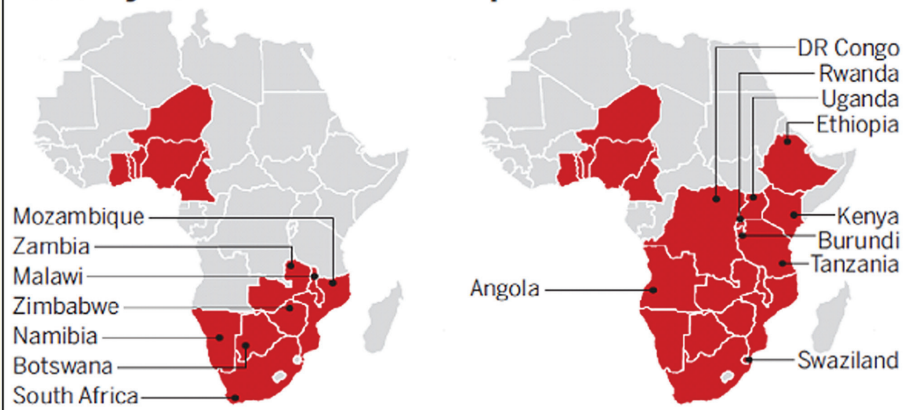 Mozambique
Zambia
Malawi
Zimbabwe
Namibia
Botswana
South Africa
DR Congo
Rwanda
Uganda
Ethiopia
Kenya
Burundi
Tanzania
Angola
Swaziland